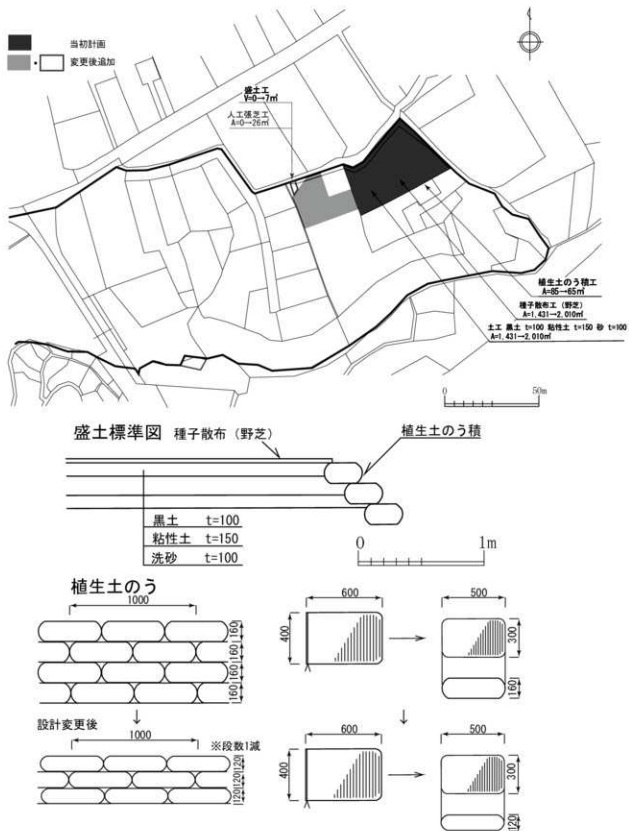 当初計画
・ 変更後追加
盛土工
V=0→7㎥
人工張芝工
A=0→26㎡
植生土のう積工
A=85→65㎡
種子散布工（野芝）
A=1,431→2,010㎡
土工 黒土 t=100 粘性土 t=150 砂 t=100
A=1,431→2,010㎡
0 50m
盛土標準図 種子散布（野芝）
植生土のう積
黒土 t=100
粘性土 t=150
洗砂 t=100
0 1m
植生土のう
1000
160
160
160
160
600
400
500
300
160
設計変更後
1000
※段数1減
120
120
120
600
400
500
300
120